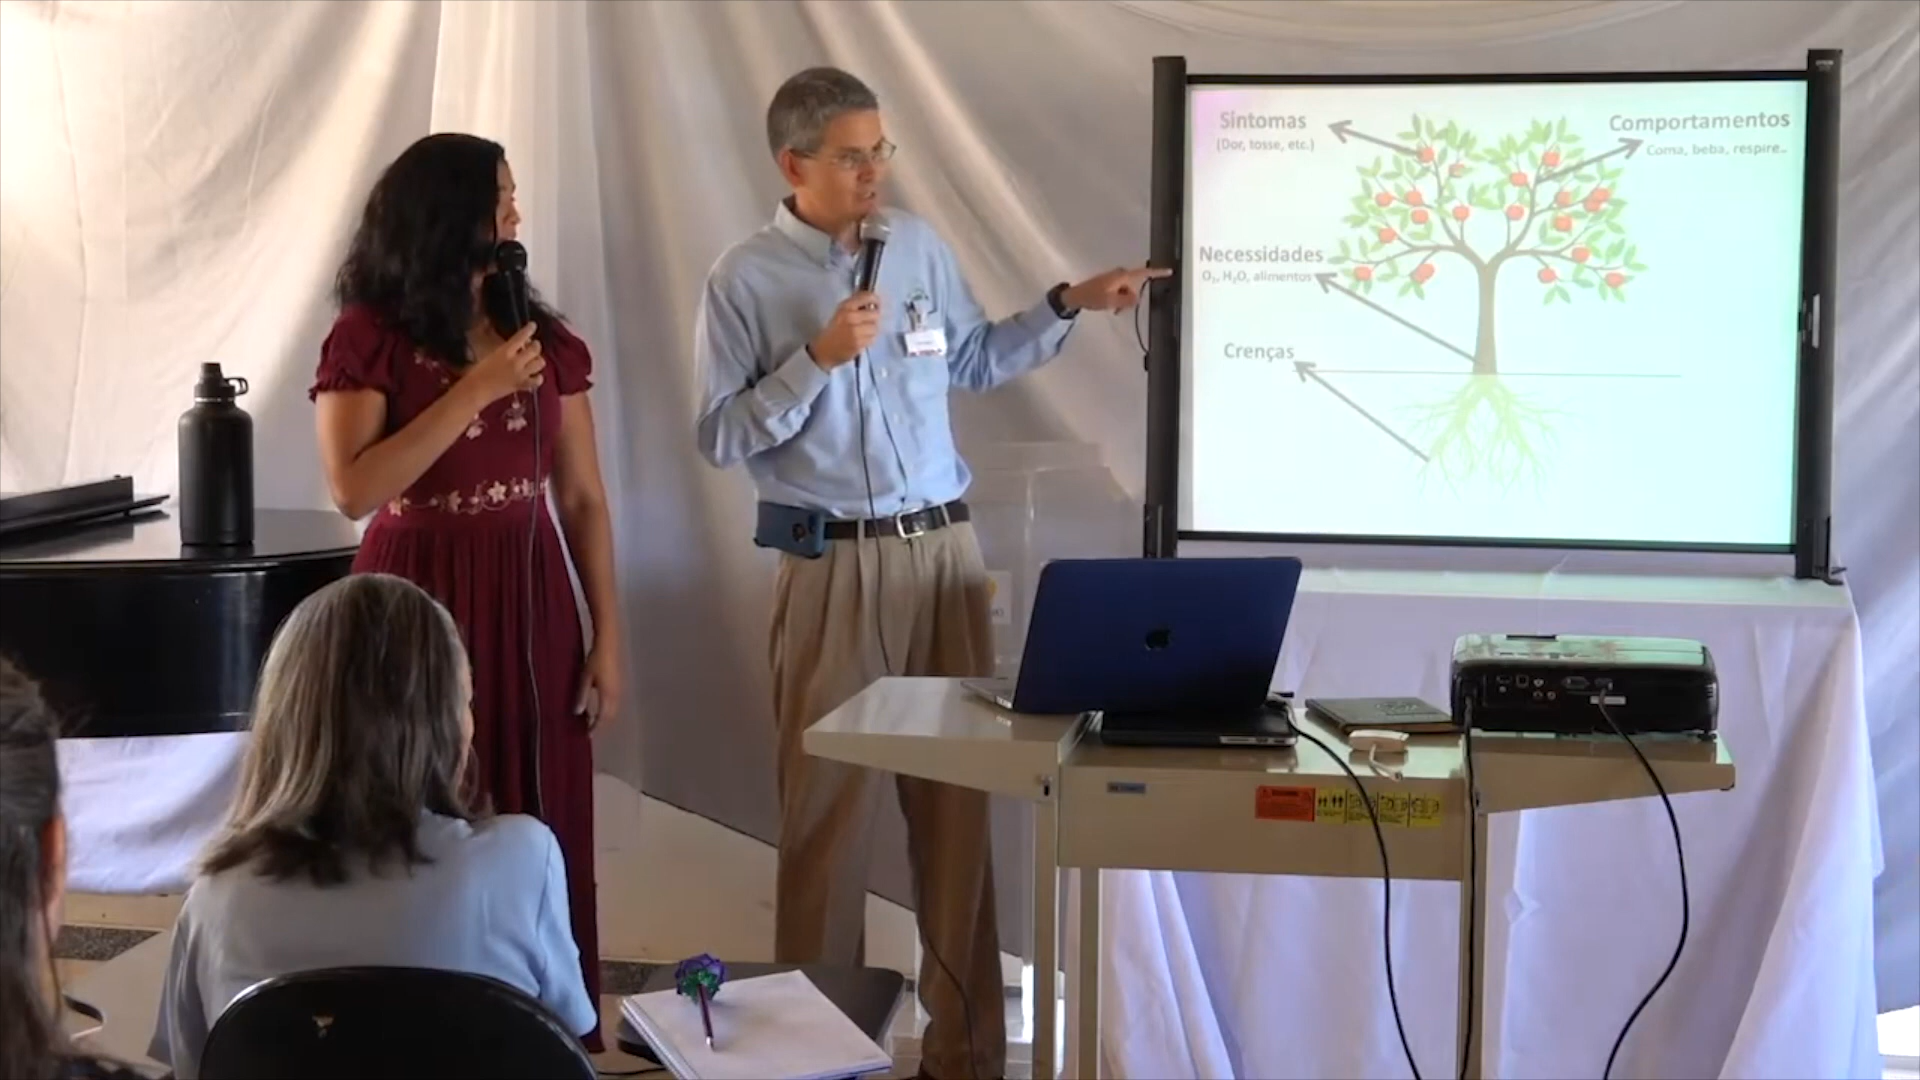 Sintomas
(Dor, tosse, etc.)
Comportamentos
Coma, beba, respire..
Necessidades
O₂, H₂O, alimentos
Crenças